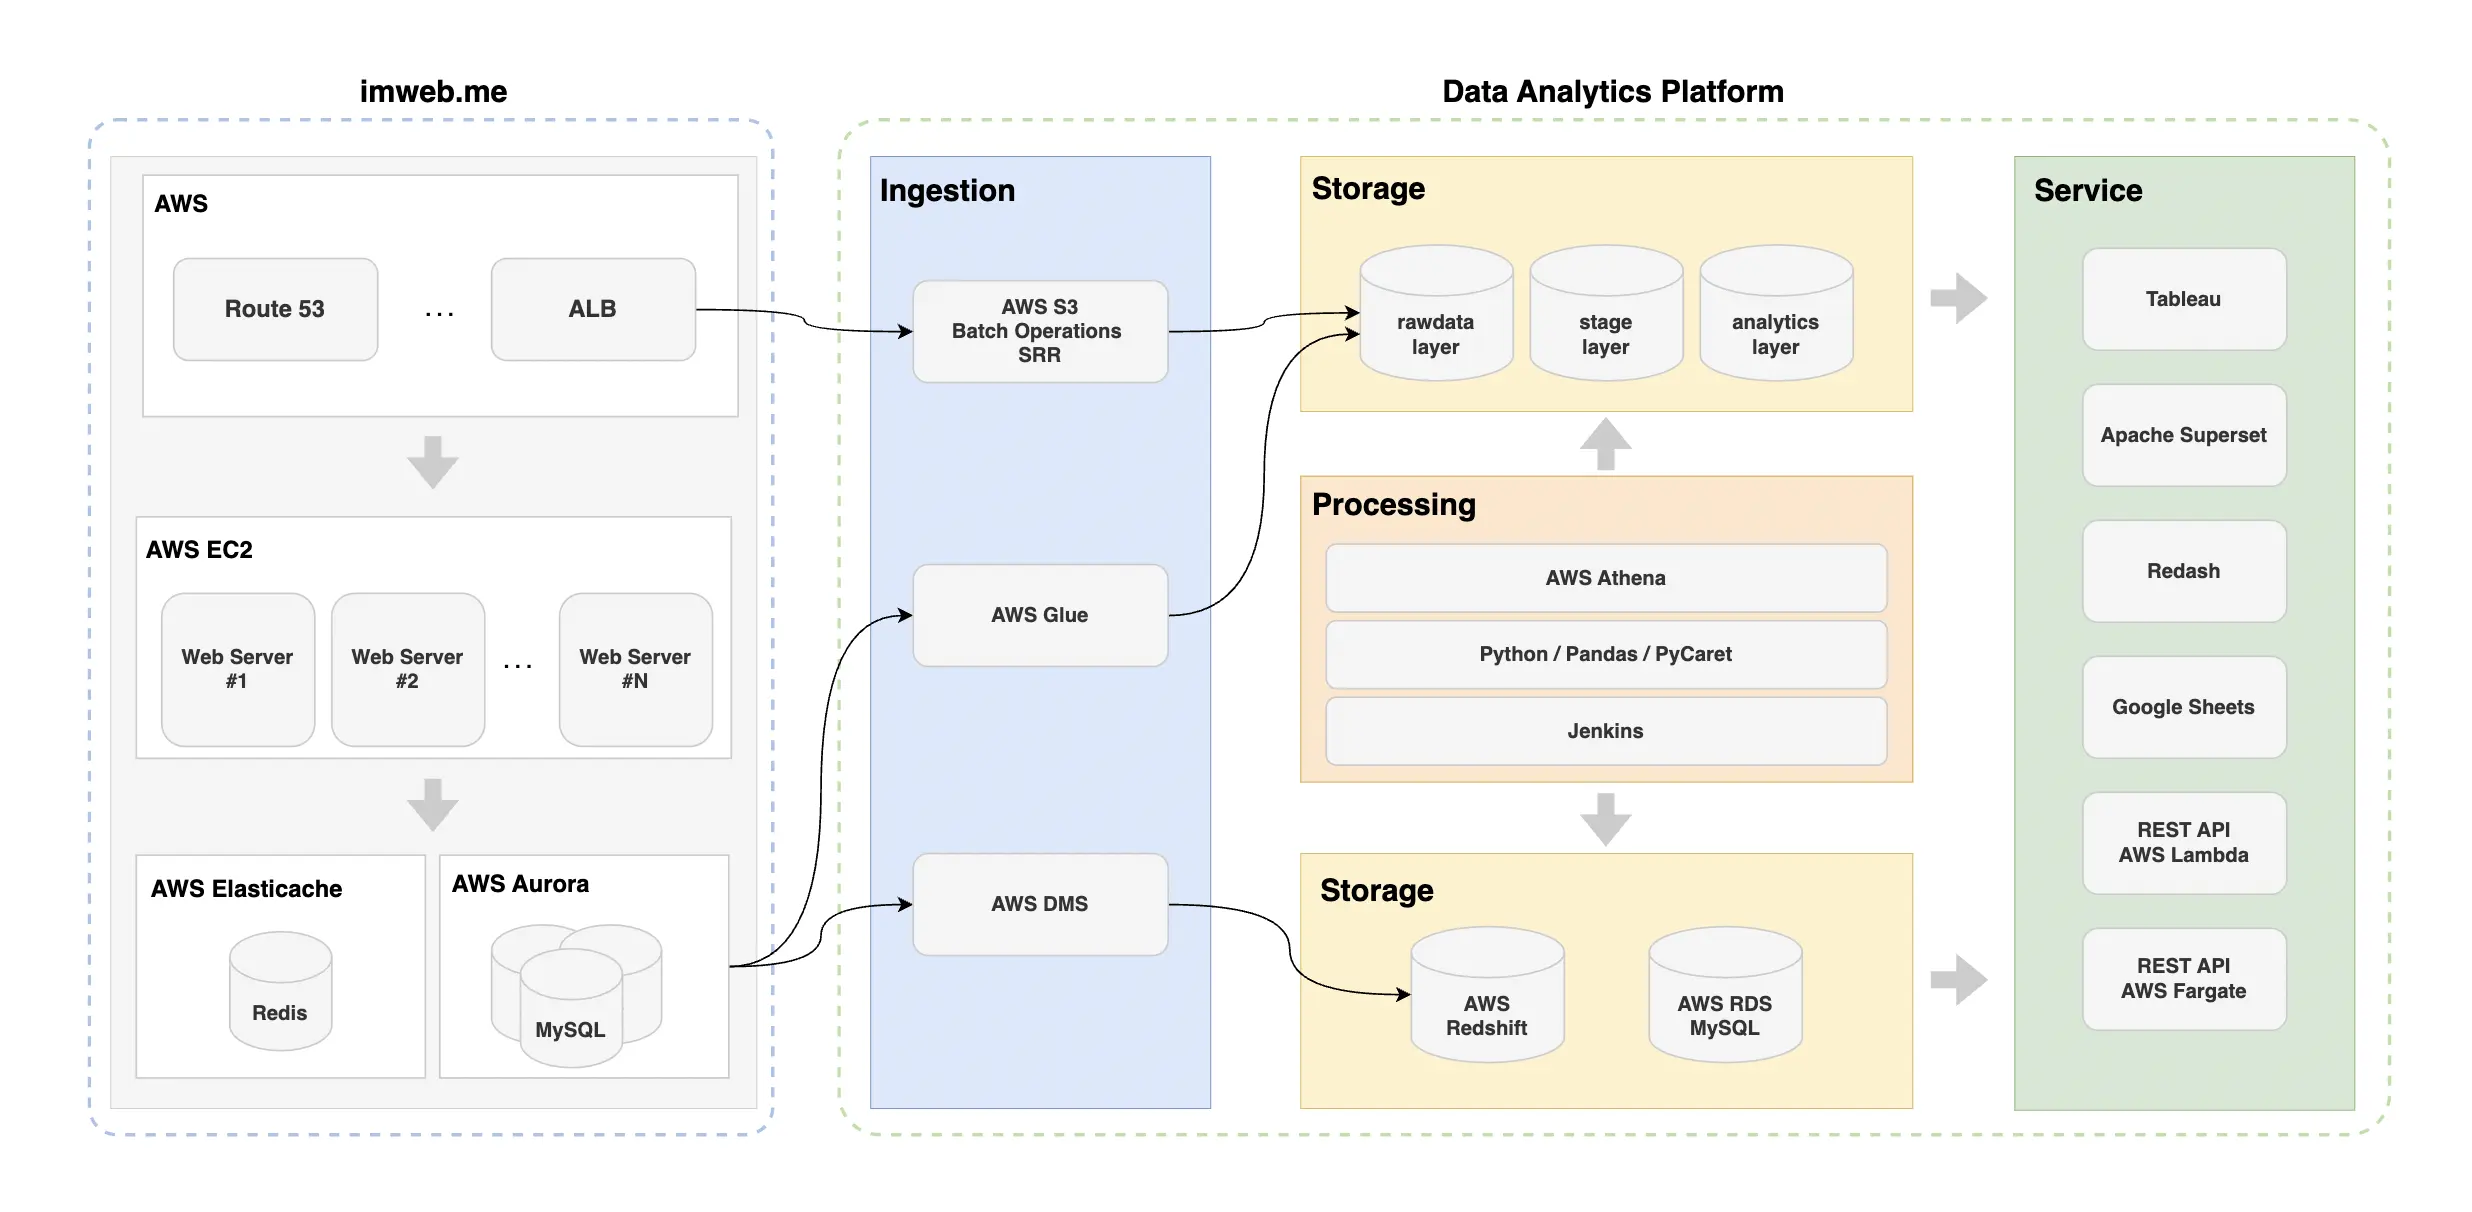 imweb.me
AWS
Route 53
...
ALB
AWS EC2
Web Server
#1
Web Server
#2
...
Web Server
#N
AWS Elasticache
Redis
AWS Aurora
MySQL
Data Analytics Platform
Ingestion
AWS S3
Batch Operations
SRR
AWS Glue
AWS DMS
Storage
rawdata
layer
stage
layer
analytics
layer
Processing
AWS Athena
Python / Pandas / PyCaret
Jenkins
Storage
AWS
Redshift
AWS RDS
MySQL
Service
Tableau
Apache Superset
Redash
Google Sheets
REST API
AWS Lambda
REST API
AWS Fargate